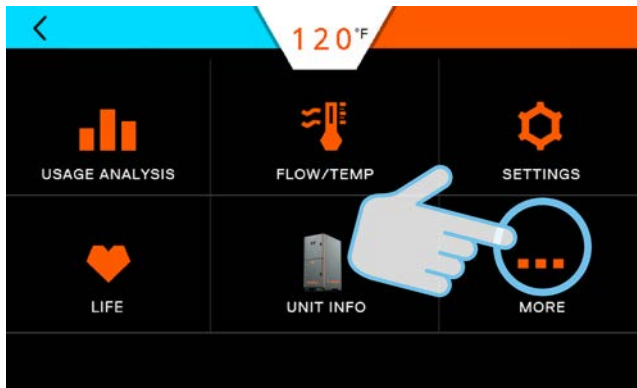 120°F
USAGE ANALYSIS
FLOW/TEMP
SETTINGS
LIFE
UNIT INFO
MORE